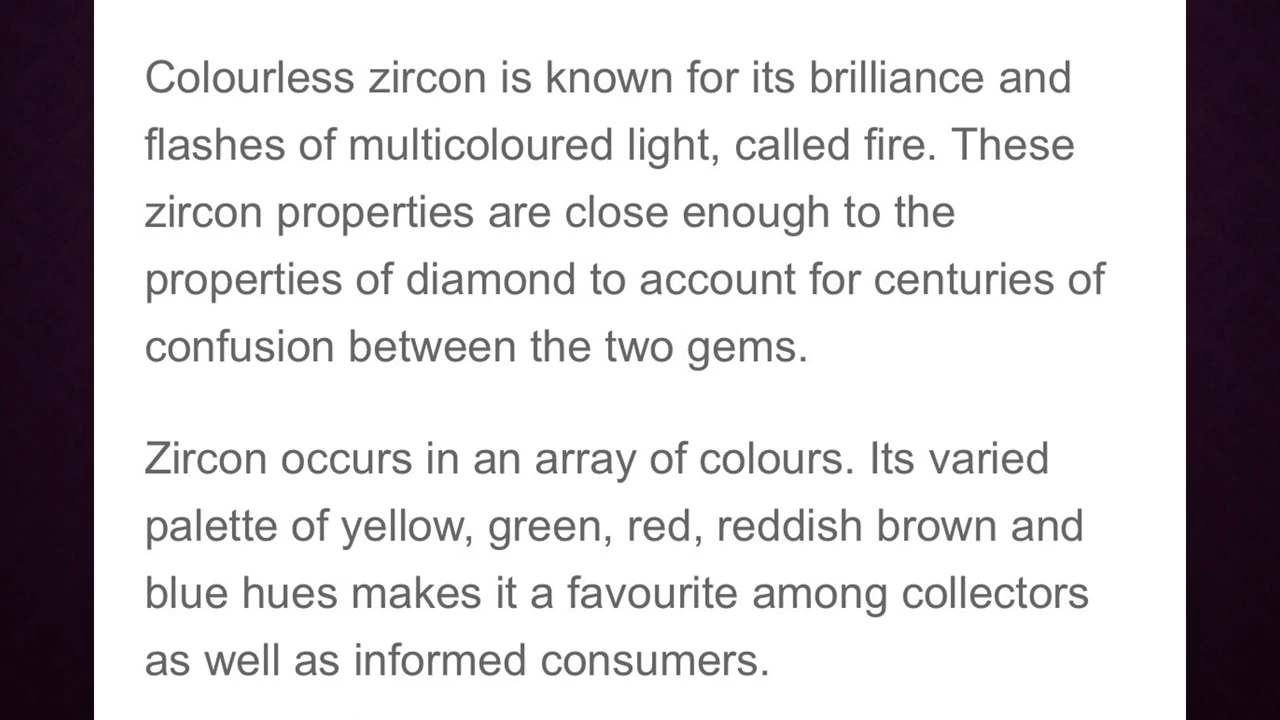 Colourless zircon is known for its brilliance and
flashes of multicoloured light, called fire. These
zircon properties are close enough to the
properties of diamond to account for centuries of
confusion between the two gems.
Zircon occurs in an array of colours. Its varied
palette of yellow, green, red, reddish brown and
blue hues makes it a favourite among collectors
as well as informed consumers.